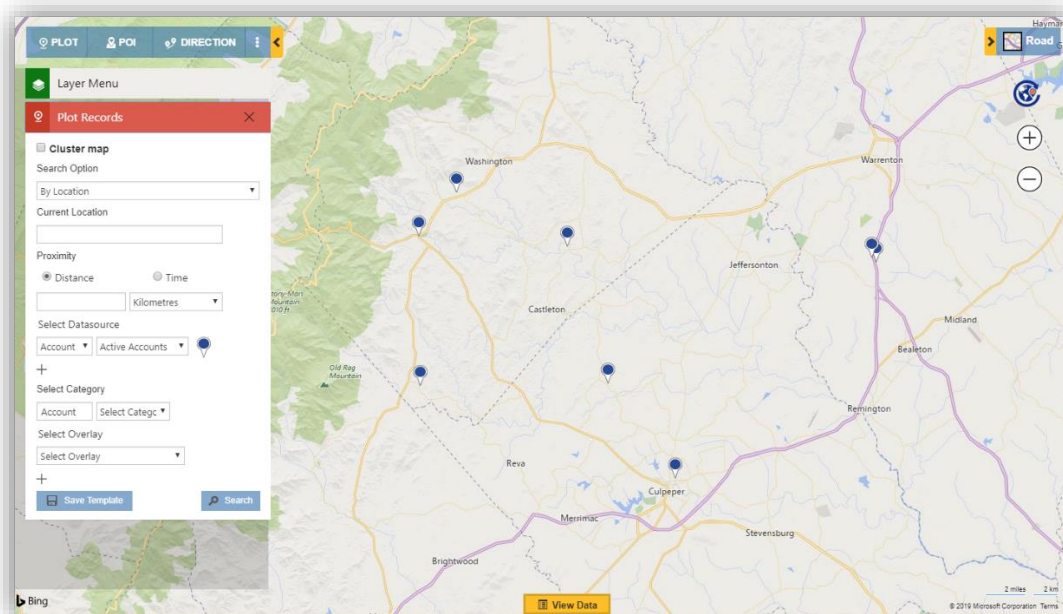 PLOT POI DIRECTION
Road
Layer Menu
Plot Records
Cluster map
Search Option
By Location
Current Location
Proximity
Distance Time
Kilometres
Select Datasource
Account Active Accounts
Select Category
Account Select Categc
Select Overlay
Select Overlay
Save Template Search
Washington
Warrenton
Jeffersonton
Castleton
Midland
Bealeton
Old Rag
Mountain
Remington
Reva
Culpeper
Merrimac
Stevensburg
Brightwood
Bing
View Data
2 miles 2 km
© 2019 Microsoft Corporation Terms